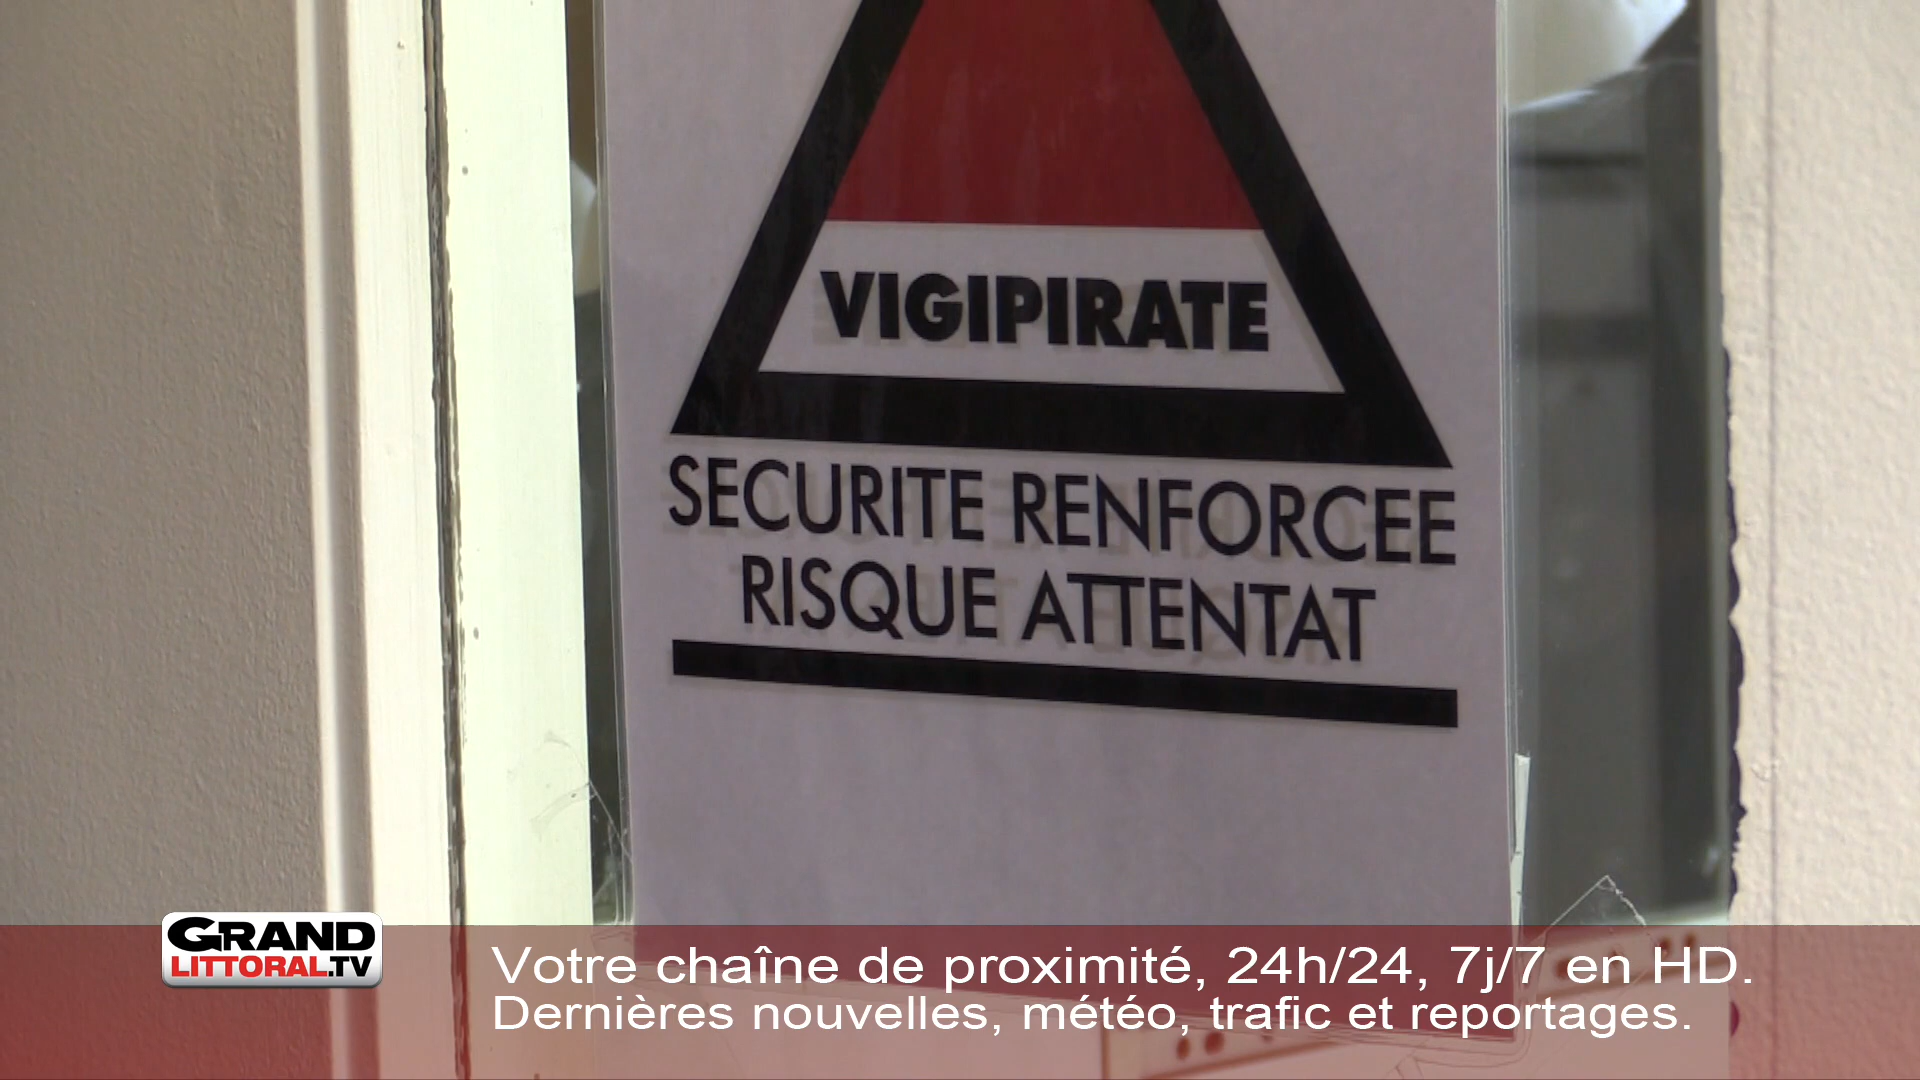 VIGIPIRATE
SECURITE RENFORCEE
RISQUE ATTENTAT
GRAND
LITTORAL.TV
Votre chaîne de proximité, 24h/24, 7j/7 en HD.
Dernières nouvelles, météo, trafic et reportages.